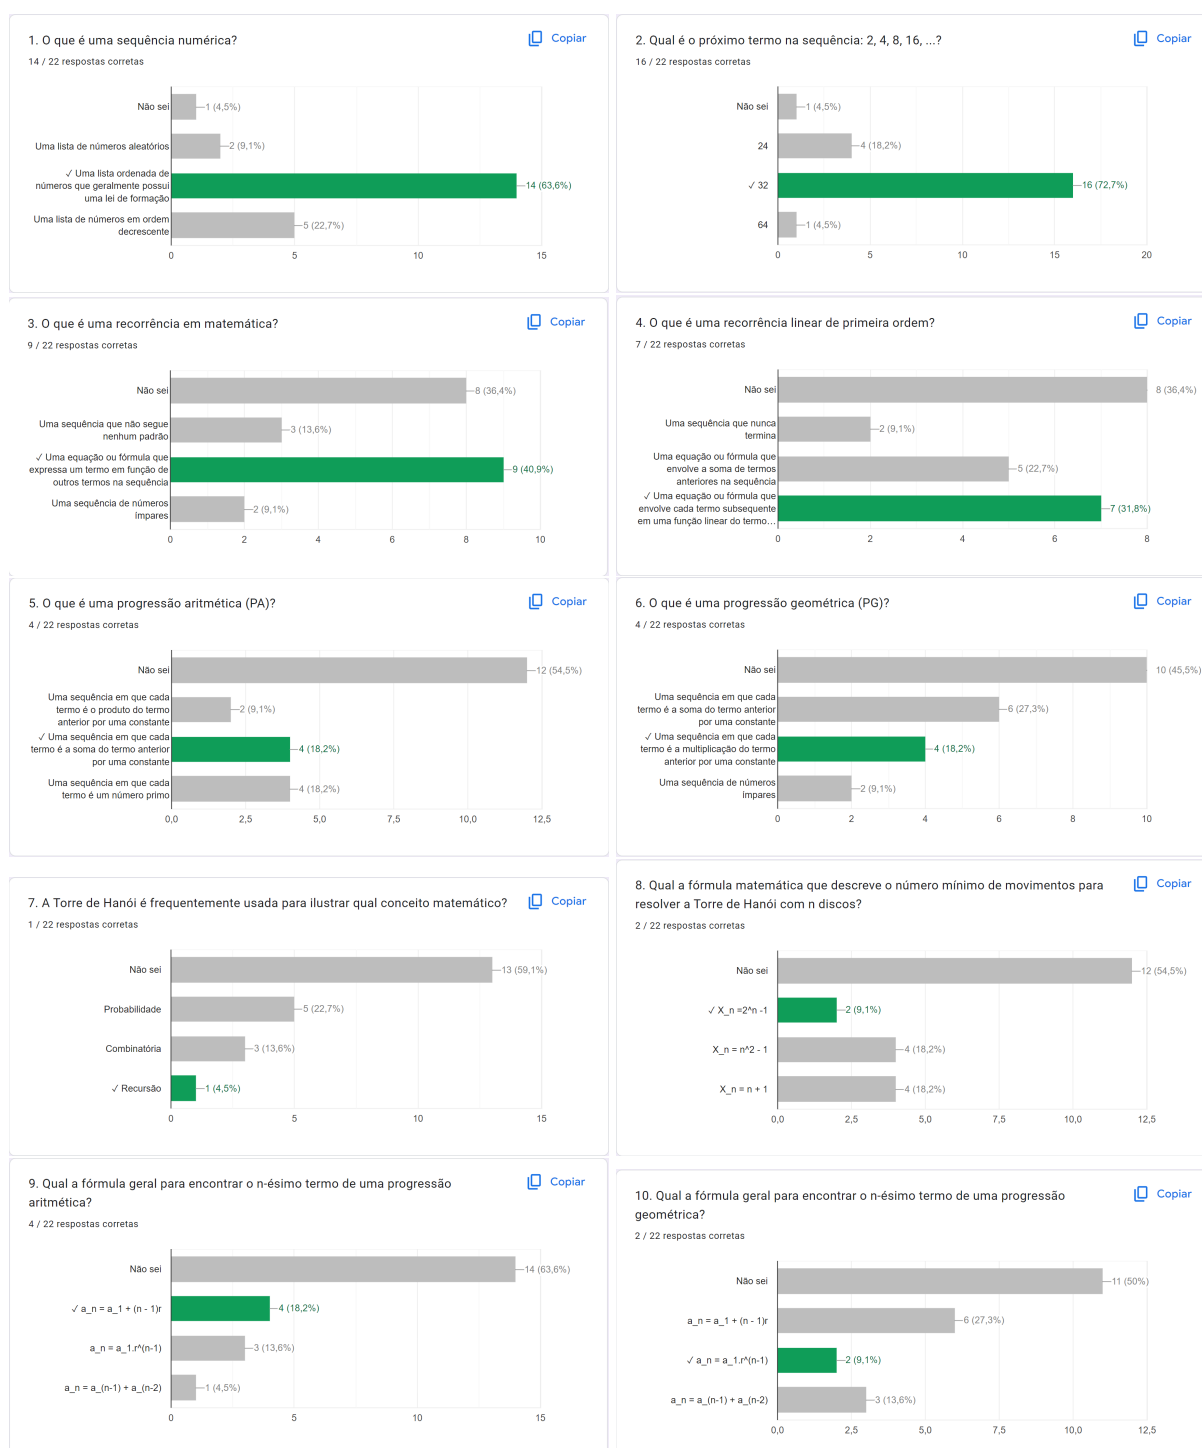 1. O que é uma sequência numérica?
Copiar
14 / 22 respostas corretas
Não sei
1 (4,5%)
Uma lista de números aleatórios
2 (9,1%)
✓ Uma lista ordenada de
números que geralmente possui
uma lei de formação
14 (63,6%)
Uma lista de números em ordem
decrescente
5 (22,7%)
0 5 10 15
2. Qual é o próximo termo na sequência: 2, 4, 8, 16, ...?
Copiar
16 / 22 respostas corretas
Não sei
1 (4,5%)
24
4 (18,2%)
✓ 32
16 (72,7%)
64
1 (4,5%)
0 5 10 15 20
3. O que é uma recorrência em matemática?
Copiar
9 / 22 respostas corretas
Não sei
8 (36,4%)
Uma sequência que não segue
nenhum padrão
3 (13,6%)
✓ Uma equação ou fórmula que
expressa um termo em função de
outros termos na sequência
9 (40,9%)
Uma sequência de números
ímpares
2 (9,1%)
0 2 4 6 8 10
4. O que é uma recorrência linear de primeira ordem?
Copiar
7 / 22 respostas corretas
Não sei
8 (36,4%)
Uma sequência que nunca
termina
2 (9,1%)
Uma equação ou fórmula que
envolve a soma de termos
anteriores na sequência
5 (22,7%)
✓ Uma equação ou fórmula que
envolve cada termo subsequente
em uma função linear do termo...
7 (31,8%)
0 2 4 6 8
5. O que é uma progressão aritmética (PA)?
Copiar
4 / 22 respostas corretas
Não sei
12 (54,5%)
Uma sequência em que cada
termo é o produto do termo
anterior por uma constante
2 (9,1%)
✓ Uma sequência em que cada
termo é a soma do termo anterior
por uma constante
4 (18,2%)
Uma sequência em que cada
termo é um número primo
4 (18,2%)
0,0 2,5 5,0 7,5 10,0 12,5
6. O que é uma progressão geométrica (PG)?
Copiar
4 / 22 respostas corretas
Não sei
10 (45,5%)
Uma sequência em que cada
termo é a soma do termo anterior
por uma constante
6 (27,3%)
✓ Uma sequência em que cada
termo é a multiplicação do termo
anterior por uma constante
4 (18,2%)
Uma sequência de números
ímpares
2 (9,1%)
0 2 4 6 8 10
7. A Torre de Hanói é frequentemente usada para ilustrar qual conceito matemático?
Copiar
1 / 22 respostas corretas
Não sei
13 (59,1%)
Probabilidade
5 (22,7%)
Combinatória
3 (13,6%)
✓ Recursão
1 (4,5%)
0 5 10 15
8. Qual a fórmula matemática que descreve o número mínimo de movimentos para
resolver a Torre de Hanói com n discos?
Copiar
2 / 22 respostas corretas
Não sei
12 (54,5%)
✓ X_n =2^n -1
2 (9,1%)
X_n = n^2 - 1
4 (18,2%)
X_n = n + 1
4 (18,2%)
0,0 2,5 5,0 7,5 10,0 12,5
9. Qual a fórmula geral para encontrar o n-ésimo termo de uma progressão
aritmética?
Copiar
4 / 22 respostas corretas
Não sei
14 (63,6%)
✓ a_n = a_1 + (n - 1)r
4 (18,2%)
a_n = a_1.r^(n-1)
3 (13,6%)
a_n = a_(n-1) + a_(n-2)
1 (4,5%)
0 5 10 15
10. Qual a fórmula geral para encontrar o n-ésimo termo de uma progressão
geométrica?
Copiar
2 / 22 respostas corretas
Não sei
11 (50%)
a_n = a_1 + (n - 1)r
6 (27,3%)
✓ a_n = a_1.r^(n-1)
2 (9,1%)
a_n = a_(n-1) + a_(n-2)
3 (13,6%)
0,0 2,5 5,0 7,5 10,0 12,5